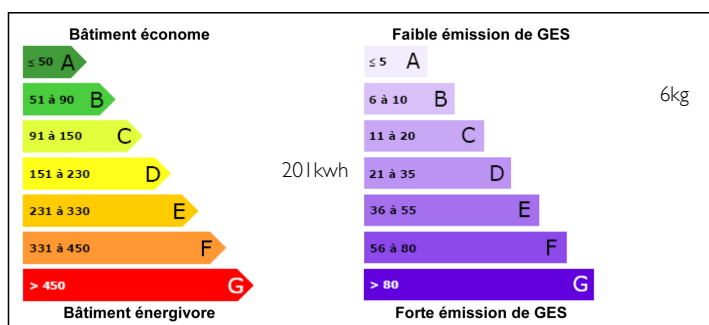 Bâtiment économe
≤ 50 A
51 à 90 B
91 à 150 C
151 à 230 D
231 à 330 E
331 à 450 F
> 450 G
Bâtiment énergivore
201kwh
Faible émission de GES
≤ 5 A
6 à 10 B
11 à 20 C
21 à 35 D
36 à 55 E
56 à 80 F
> 80 G
Forte émission de GES
6kg